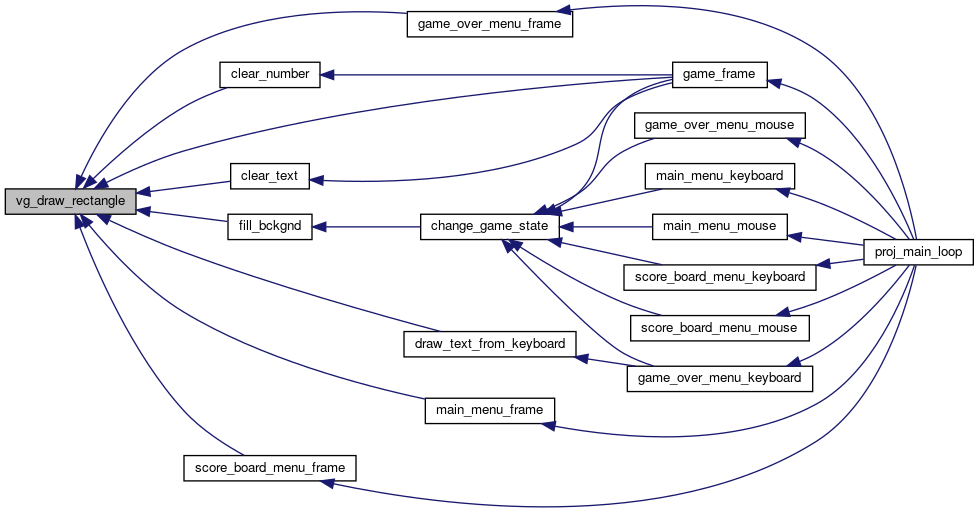 game_over_menu_frame
clear_number
game_frame
game_over_menu_mouse
clear_text
main_menu_keyboard
vg_draw_rectangle
fill_bckgnd
change_game_state
main_menu_mouse
proj_main_loop
score_board_menu_keyboard
score_board_menu_mouse
draw_text_from_keyboard
game_over_menu_keyboard
main_menu_frame
score_board_menu_frame